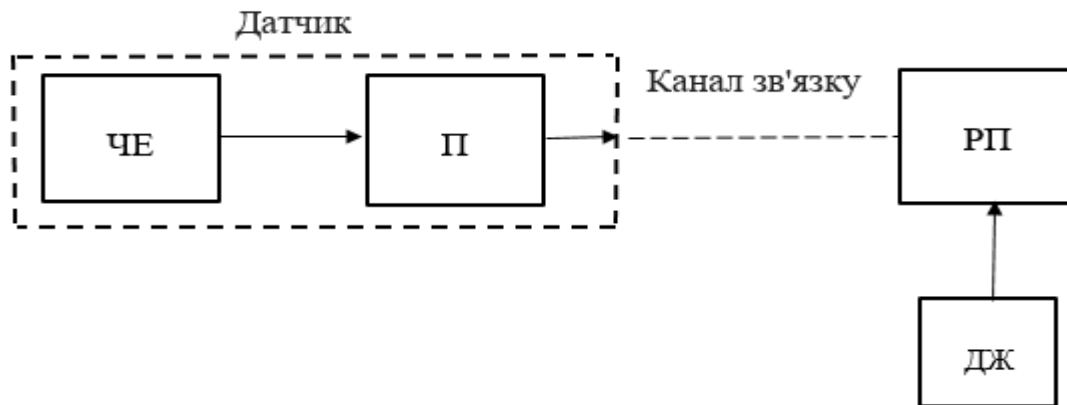 Датчик
Канал зв'язку
ЧЕ
П
РП
ДЖ